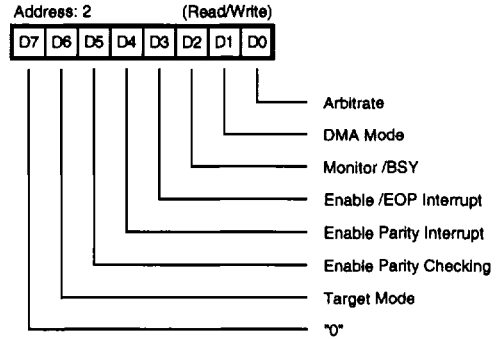 Address: 2 (Read/Write)
D7 D6 D5 D4 D3 D2 D1 D0
Arbitrate
DMA Mode
Monitor /BSY
Enable /EOP Interrupt
Enable Parity Interrupt
Enable Parity Checking
Target Mode
"0"